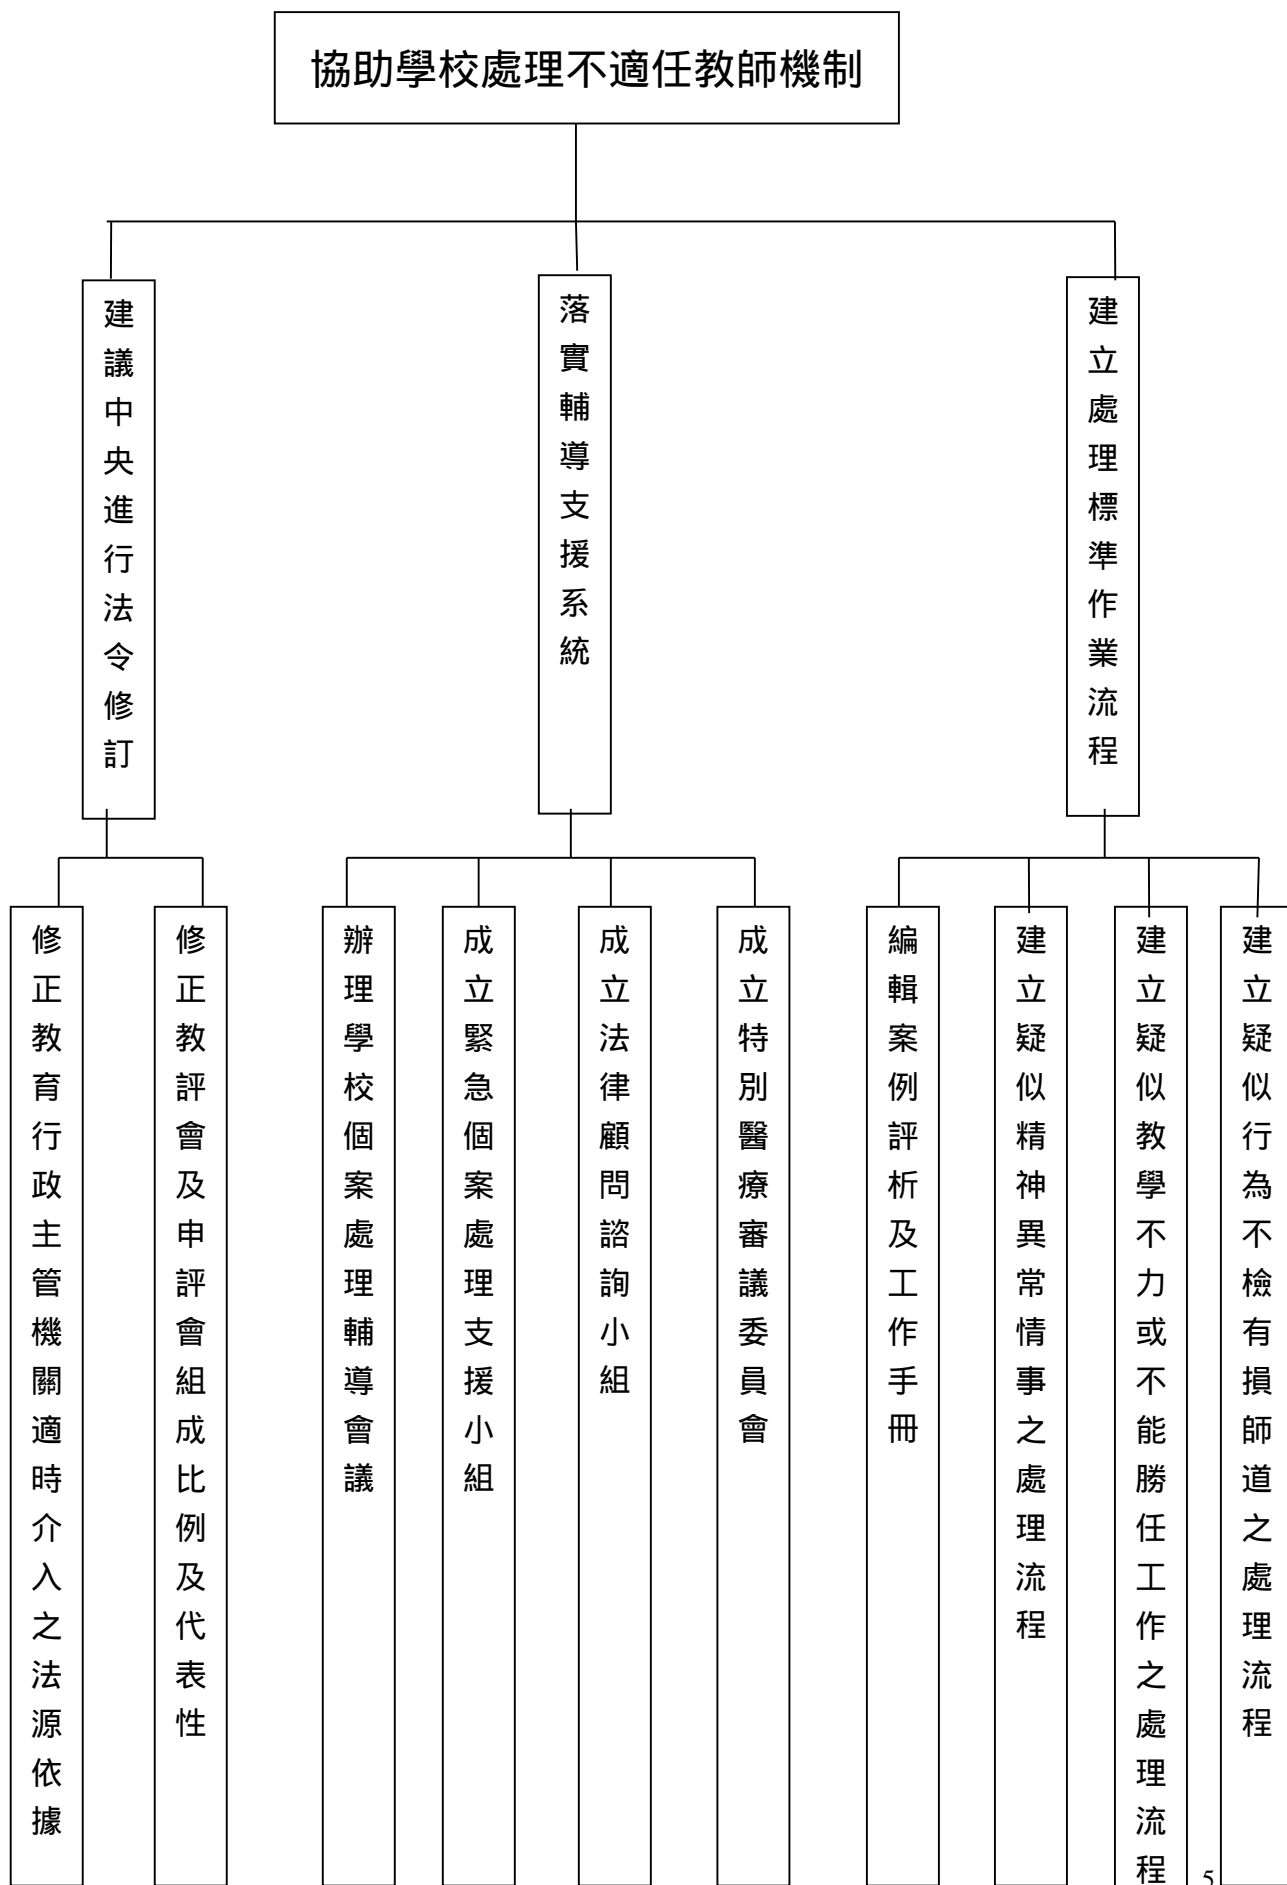 協助學校處理不適任教師機制
建議中央進行法令修訂
落實輔導支援系統
建立處理標準作業流程
修正教育行政主管機關適時介入之法源依據
修正教評會及申評會組成比例及代表性
辦理學校個案處理輔導會議
成立緊急個案處理支援小組
成立法律顧問諮詢小組
成立特別醫療審議委員會
編輯案例評析及工作手冊
建立疑似精神異常情事之處理流程
建立疑似教學不力或不能勝任工作之處理流程
建立疑似行為不檢有損師道之處理流程
5